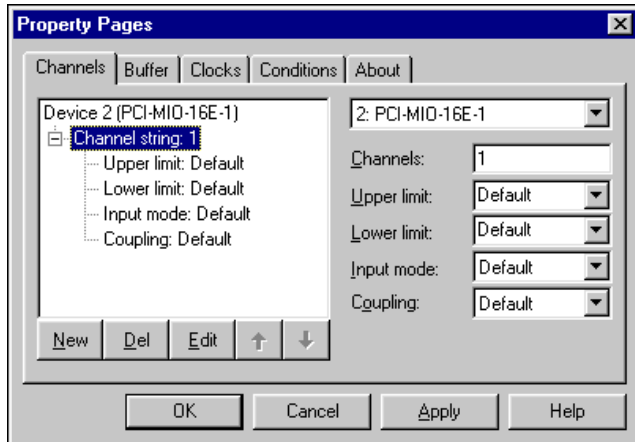 Property Pages
Channels Buffer Clocks Conditions About
Device 2 (PCI-MIO-16E-1)
Channel string: 1
Upper limit: Default
Lower limit: Default
Input mode: Default
Coupling: Default
New Del Edit
2: PCI-MIO-16E-1
Channels: 1
Upper limit: Default
Lower limit: Default
Input mode: Default
Coupling: Default
OK Cancel Apply Help